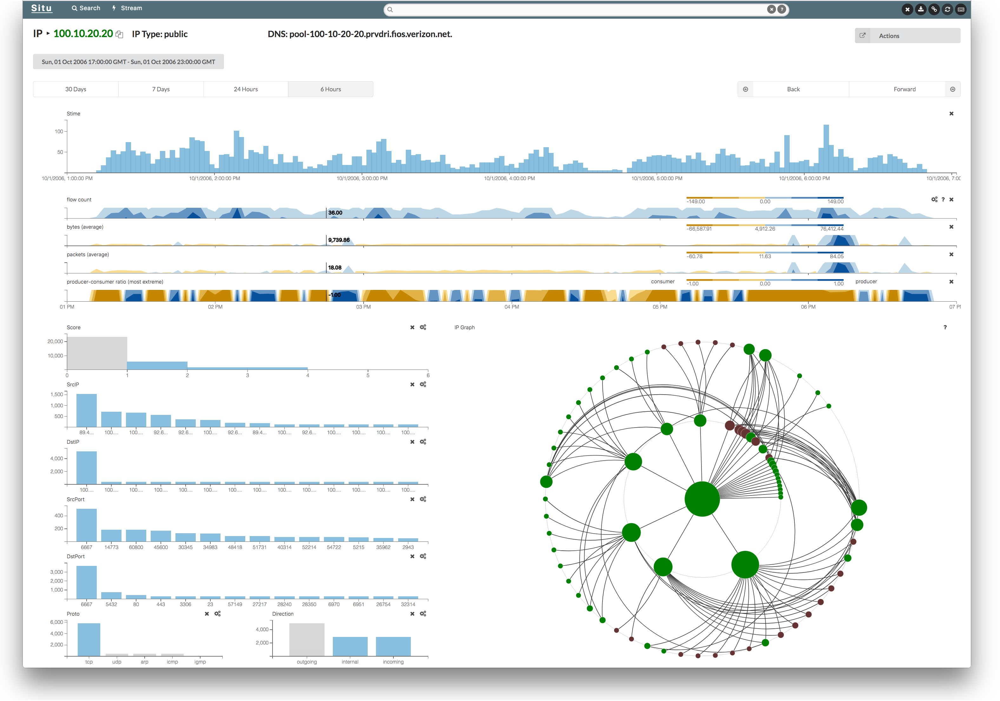 Situ Search Stream
IP ▸ 100.10.20.20 IP Type: public DNS: pool-100-10-20-20.prvdri.fios.verizon.net. Actions
Sun, 01 Oct 2006 17:00:00 GMT - Sun, 01 Oct 2006 23:00:00 GMT
30 Days 7 Days 24 Hours 6 Hours Back Forward
Stime
100
50
10/1/2006, 1:00:00 PM 10/1/2006, 2:00:00 PM 10/1/2006, 3:00:00 PM 10/1/2006, 4:00:00 PM 10/1/2006, 5:00:00 PM 10/1/2006, 6:00:00 PM 10/1/2006, 7:00
flow count -149.00 0.00 149.00 ?
36.00
bytes (average) -66,587.91 4,912.26 76,412.44
9,739.86
packets (average) -60.78 11.63 84.05
18.08
producer-consumer ratio (most extreme) consumer -1.00 0.00 1.00 producer
-1.00
01 PM 02 PM 03 PM 04 PM 05 PM 06 PM 07 P
Score
20,000
10,000
0 1 2 3 4 5 6
SrcIP
1,500
1,000
500
89.4... 100.... 100.... 92.6... 92.6... 100.... 92.6... 89.4... 100.... 92.6... 100.... 100.... 100.... 100....
DstIP
4,000
2,000
100.... 100.... 100.... 100.... 100.... 100.... 100.... 100.... 100.... 100.... 100.... 100.... 100.... 100....
SrcPort
400
200
6667 14773 60800 45600 30345 34983 48418 51731 40314 52214 54722 5215 35962 2943
DstPort
3,000
2,000
1,000
6667 5432 80 443 3306 23 57149 27217 28240 28350 6970 6951 26754 32314
Proto
6,000
4,000
2,000
tcp udp arp icmp igmp
Direction
4,000
2,000
outgoing internal incoming
IP Graph ?